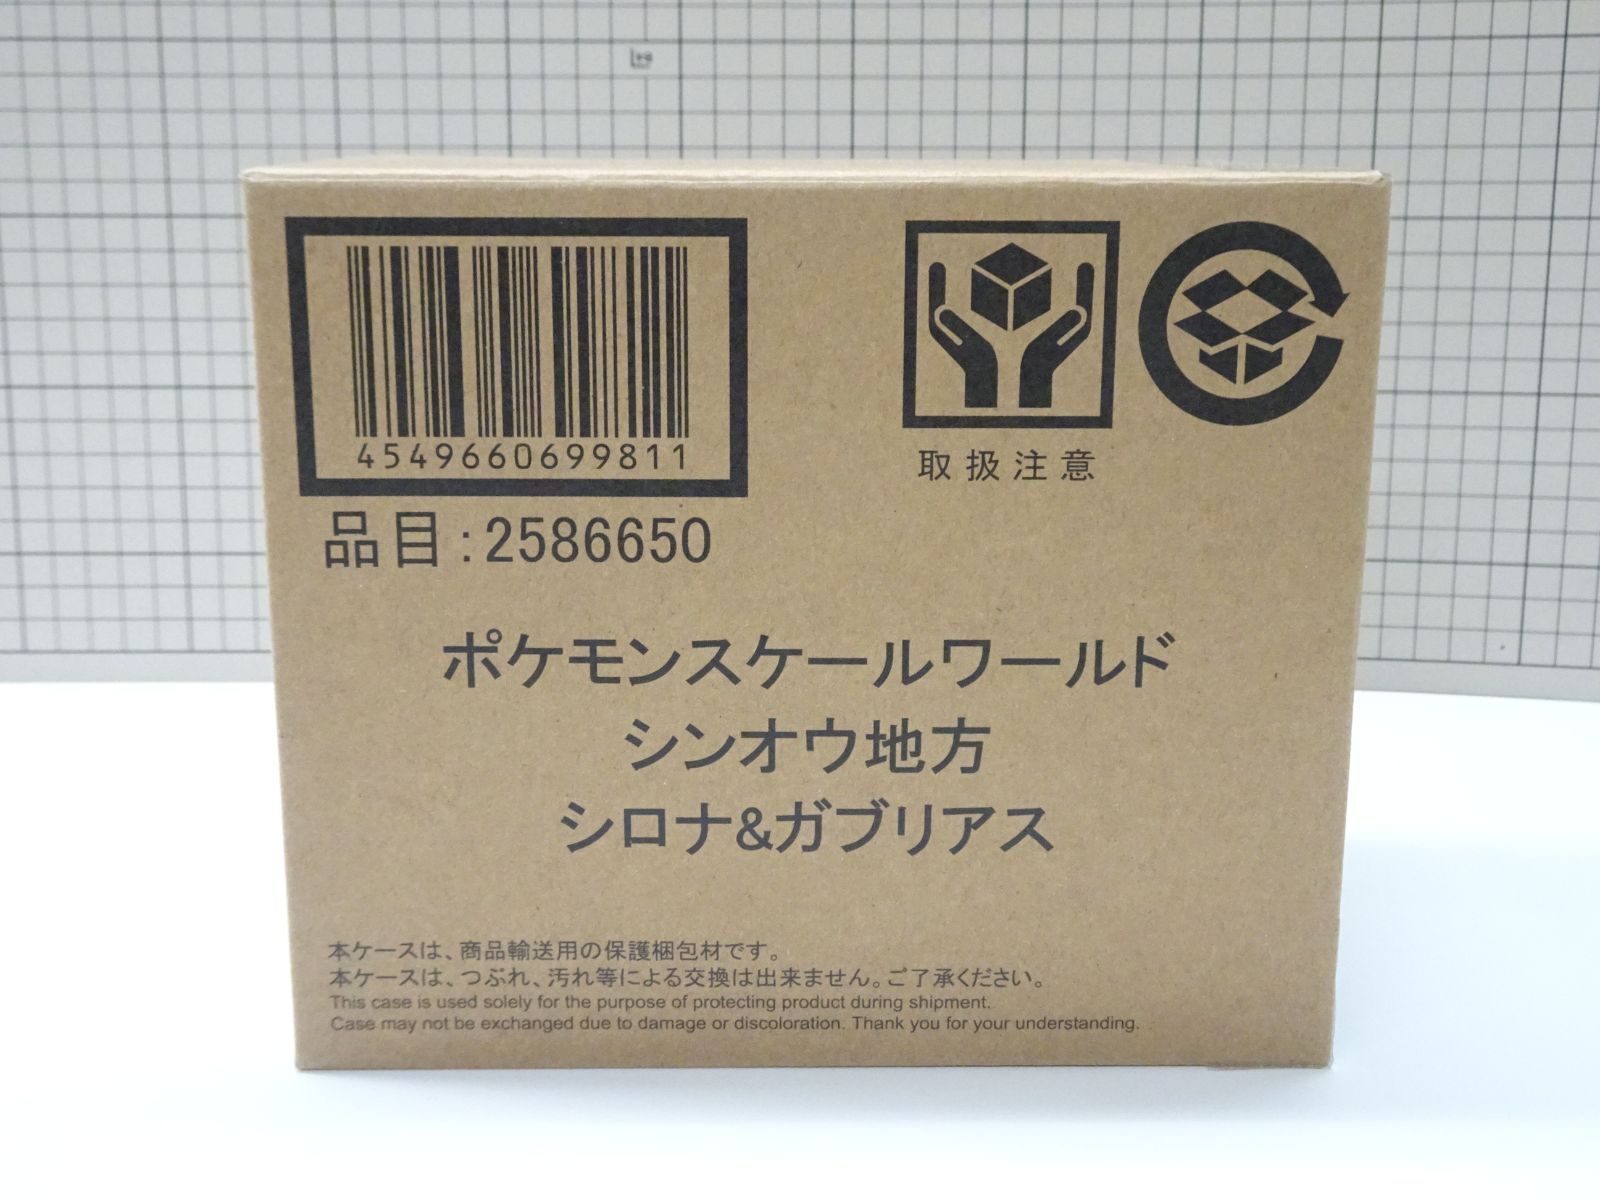 4549660699811
取扱注意
品目:2586650
ポケモンスケールワールド
シンオウ地方
シロナ&ガブリアス
本ケースは、商品輸送用の保護梱包材です。
本ケースは、つぶれ、汚れ等による交換は出来ません。ご了承ください。
This case is used solely for the purpose of protecting product during shipment.
Case may not be exchanged due to damage or discoloration. Thank you for your understanding.